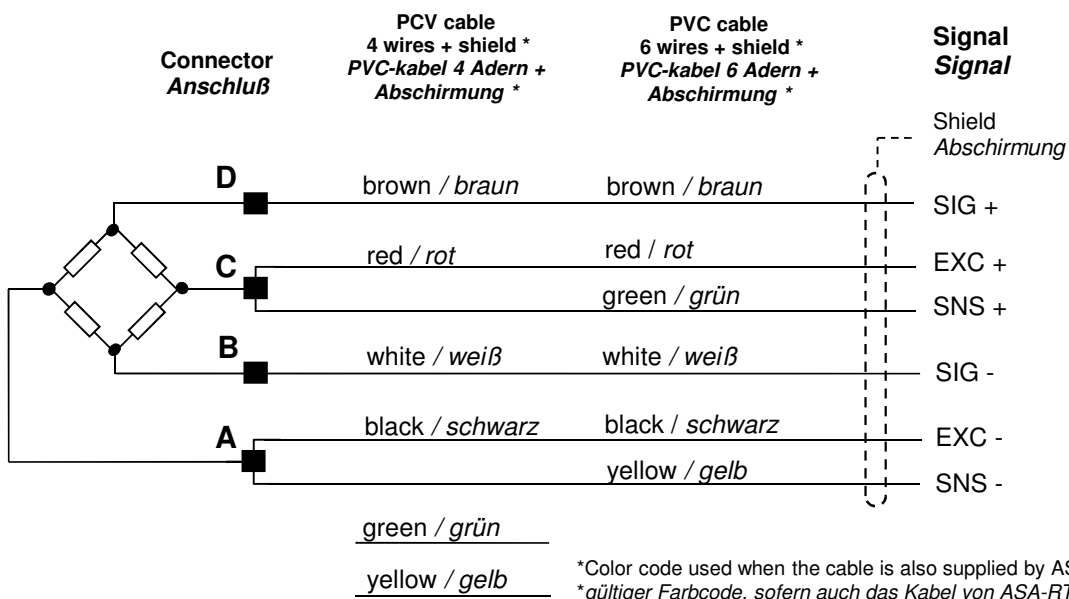 Connector
Anschluß
PCV cable
4 wires + shield *
PVC-kabel 4 Adern +
Abschirmung *
PVC cable
6 wires + shield *
PVC-kabel 6 Adern +
Abschirmung *
Signal
Signal
Shield
Abschirmung
D
brown / braun
brown / braun
SIG +
C
red / rot
red / rot
EXC +
green / grün
SNS +
B
white / weiß
white / weiß
SIG -
A
black / schwarz
black / schwarz
EXC -
yellow / gelb
SNS -
green / grün
yellow / gelb
*Color code used when the cable is also supplied by AS
*gültiger Farbcode, sofern auch das Kabel von ASA-RT